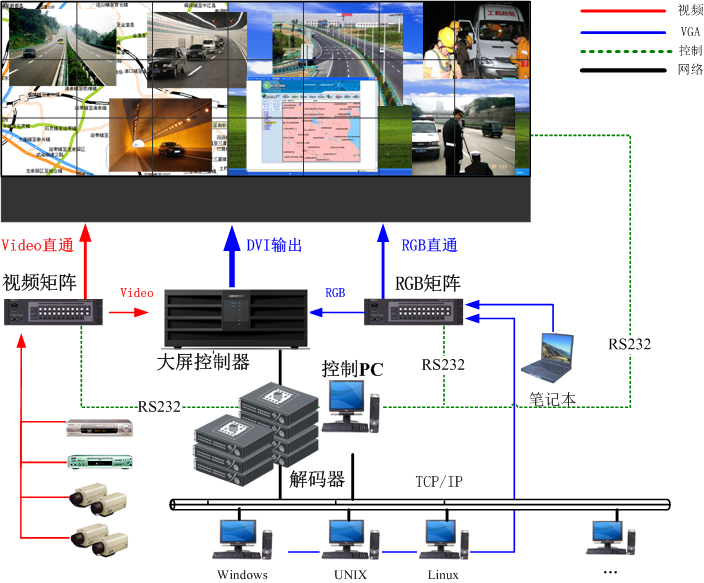 视频
VGA
控制
网络
Video直通
DVI输出
RGB直通
视频矩阵
RGB矩阵
Video
RGB
大屏控制器
控制PC
RS232
RS232
RS232
笔记本
解码器
TCP/IP
Windows
UNIX
Linux
...